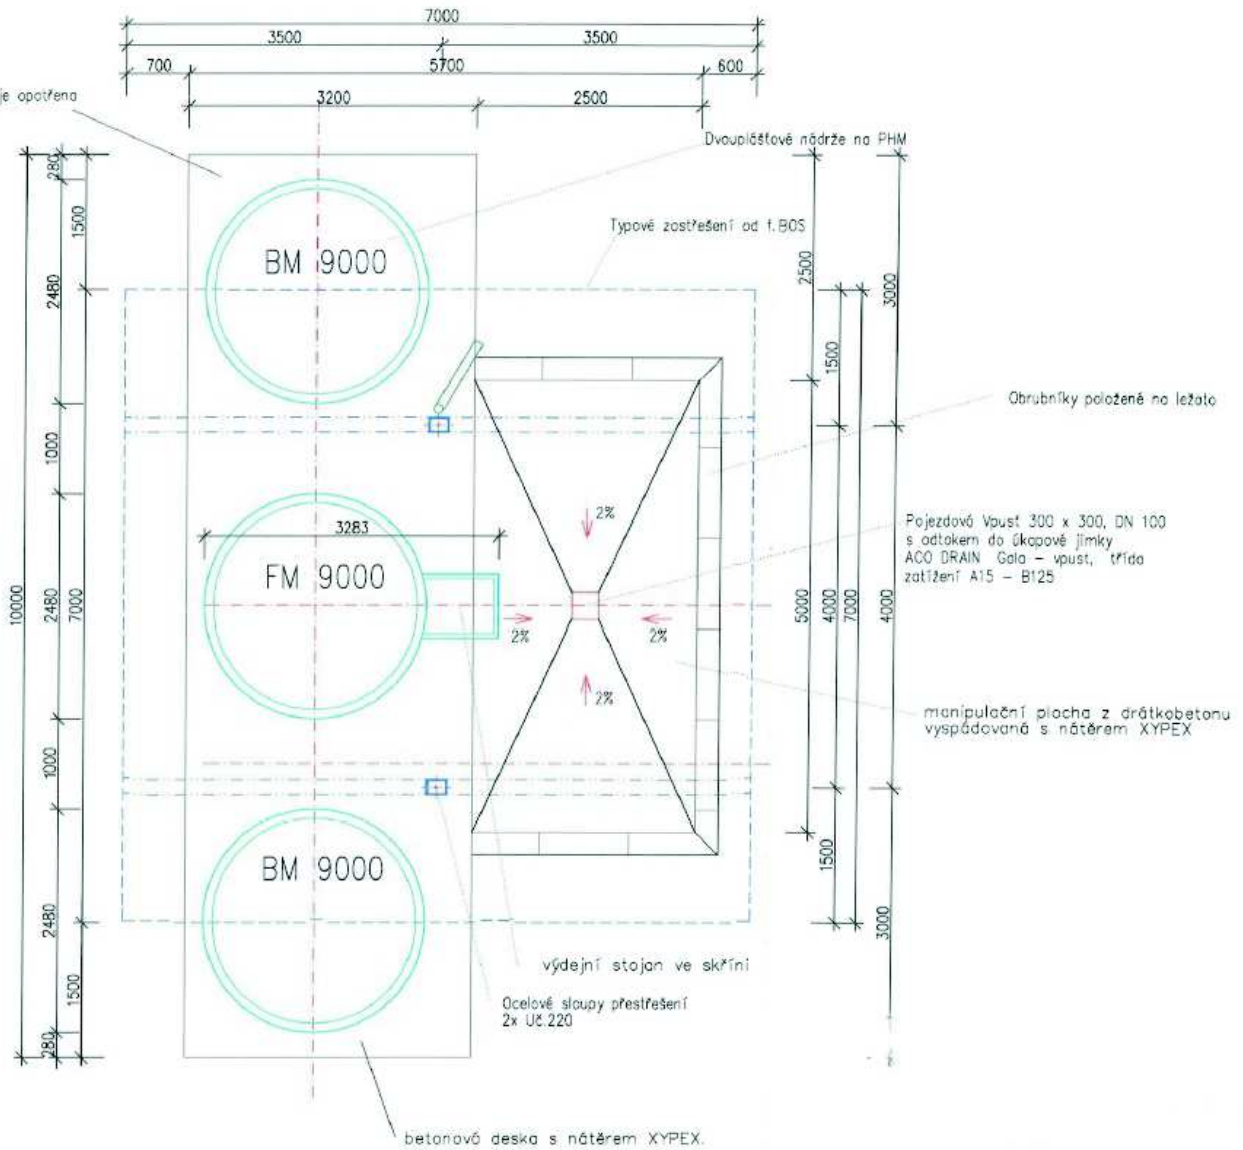 7000
3500 3500
700 5700 600
3200 2500
je opatřena
Dvouplášťové nádrže na PHM
Typové zastřešení od f.BOS
BM 9000
280
1500
2480
1000
2500
3000
1500
Obrubníky položené na ležato
3283
FM 9000
2%
2%
2%
2%
Pojezdová Vpusť 300 x 300, DN 100
s odtokem do úkapové jímky
ACO DRAIN Gala – vpust, třída
zatížení A15 – B125
10000
2480
7000
5000
4000
7000
4000
manipulační plocha z drátkobetonu
vyspádovaná s nátěrem XYPEX
1000
BM 9000
1500
3000
2480
1500
280
výdejní stojan ve skříni
Ocelové sloupy přestřešení
2x Uč.220
betonová deska s nátěrem XYPEX.